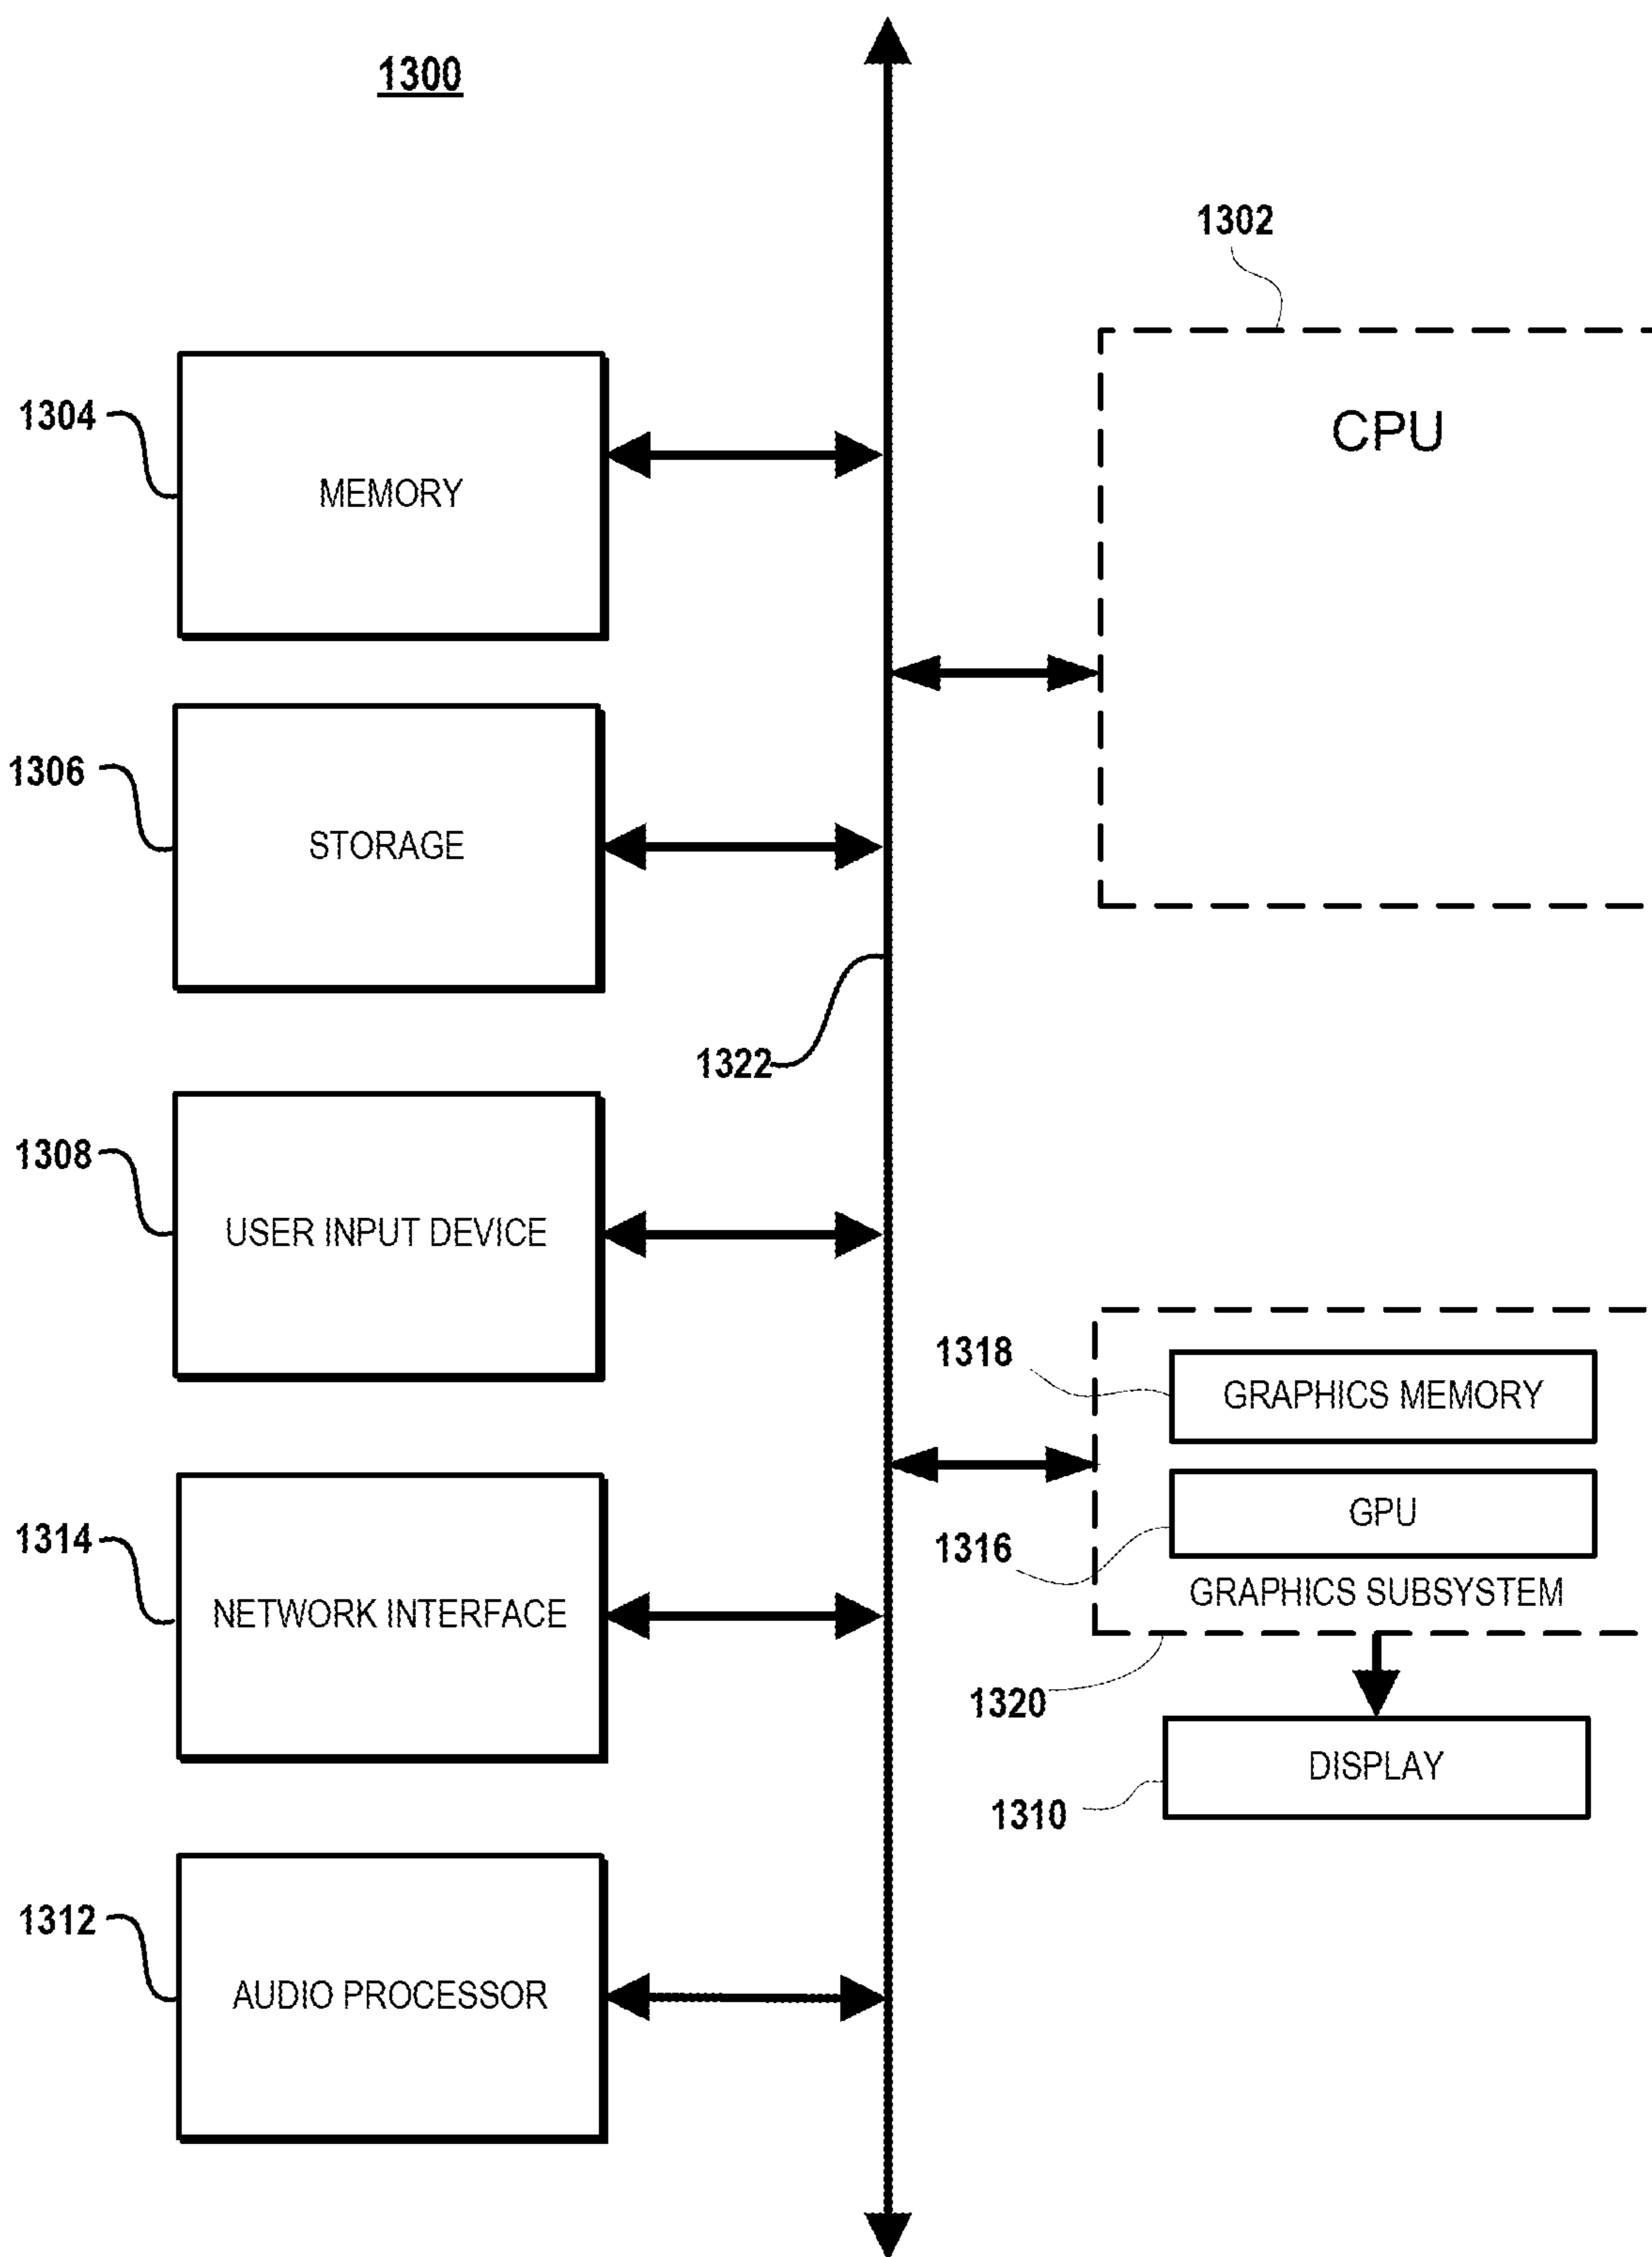 1300
1302
CPU
1304
MEMORY
1306
STORAGE
1322
1308
USER INPUT DEVICE
1318
GRAPHICS MEMORY
1316
GPU
GRAPHICS SUBSYSTEM
1314
NETWORK INTERFACE
1320
DISPLAY
1310
1312
AUDIO PROCESSOR